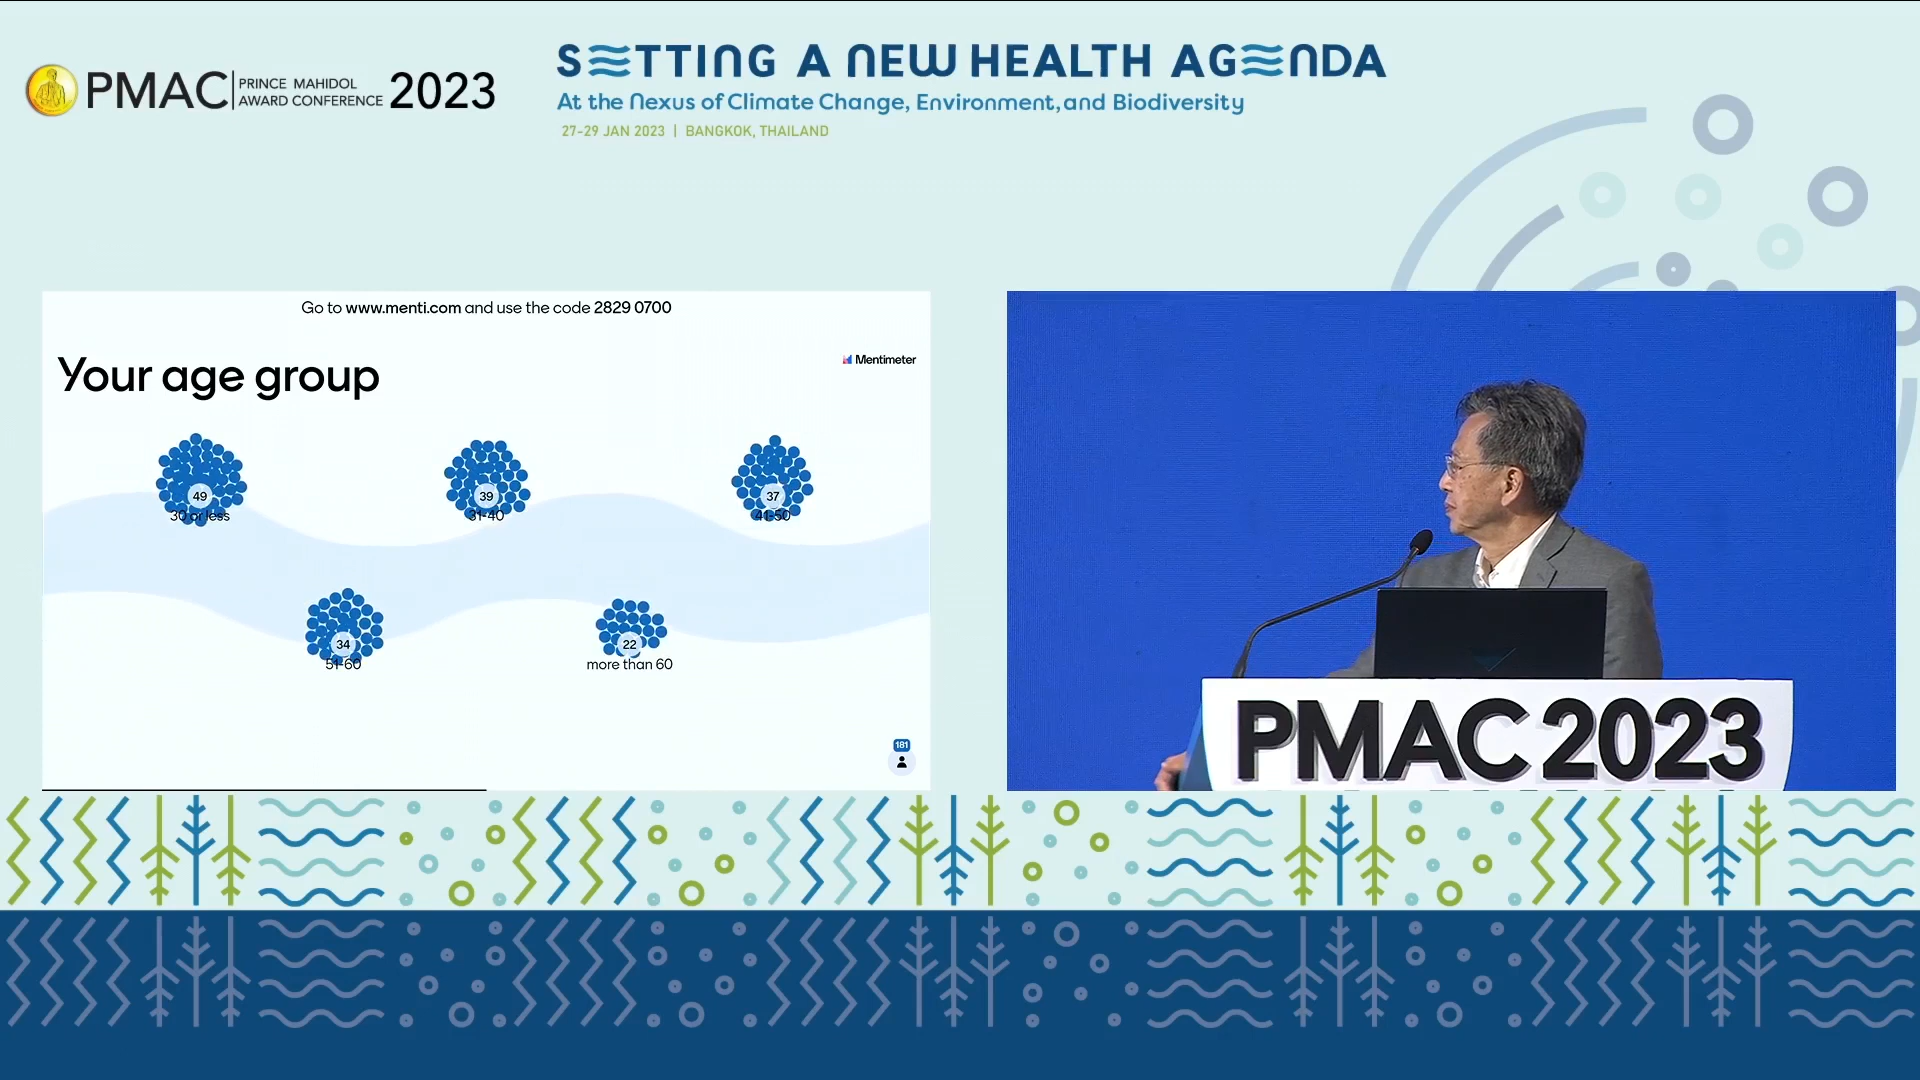 PMAC
PRINCE MAHIDOL
AWARD CONFERENCE
2023
SETTING A NEW HEALTH AGENDA
At the Nexus of Climate Change, Environment, and Biodiversity
27-29 JAN 2023 | BANGKOK, THAILAND
Go to www.menti.com and use the code 2829 0700
Mentimeter
Your age group
49
30 or less
39
31-40
37
41-50
34
51-60
22
more than 60
181
PMAC 2023